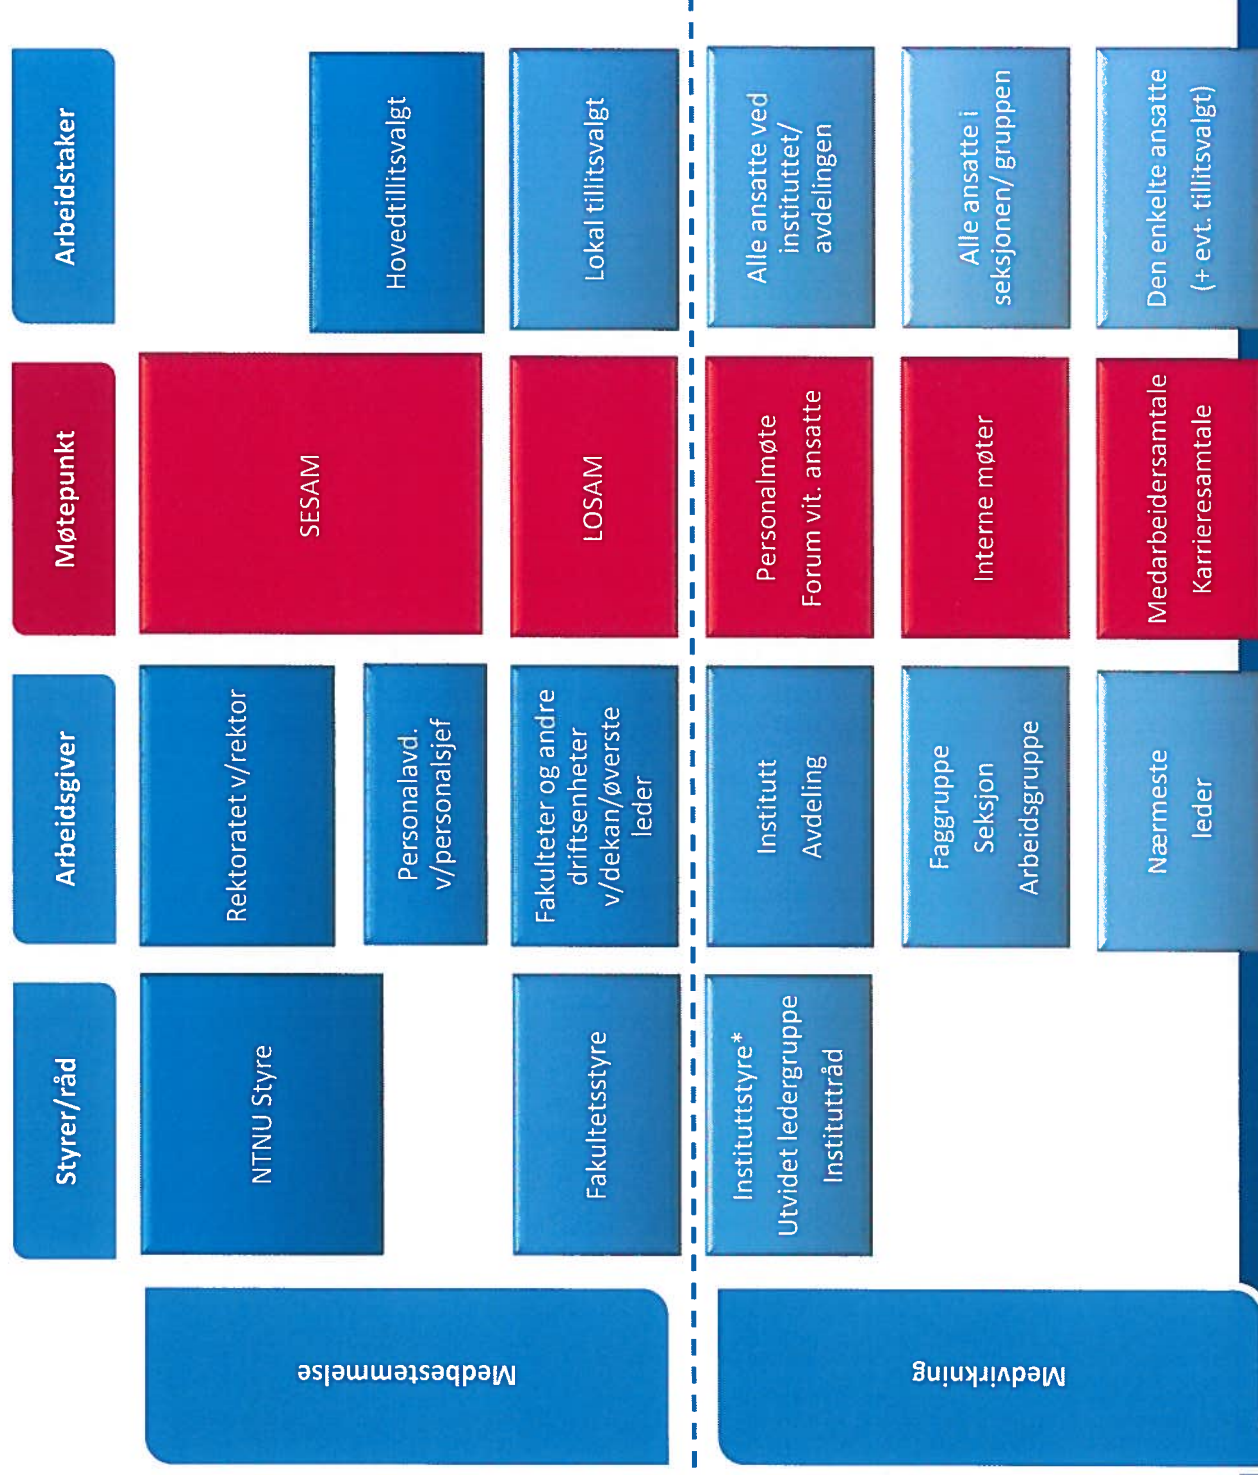 Styrer/råd
Arbeidsgiver
Møtepunkt
Arbeidstaker
Medbestemmelse
NTNU Styre
Rektoratet v/rektor
Personalavd.
v/personalsjef
SESAM
Hovedtillitsvalgt
Fakultetsstyre
Fakulteter og andre
driftsenheter
v/dekan/øverste
leder
LOSAM
Lokal tillitsvalgt
Medvirkning
Instituttstyre*
Utvidet ledergruppe
Instituttråd
Institutt
Avdeling
Personalmøte
Forum vit. ansatte
Alle ansatte ved
instituttet/
avdelingen
Faggruppe
Seksjon
Arbeidsgruppe
Interne møter
Alle ansatte i
seksjonen/ gruppen
Nærmeste
leder
Medarbeidersamtale
Karrieresamtale
Den enkelte ansatte
(+ evt. tillitsvalgt)